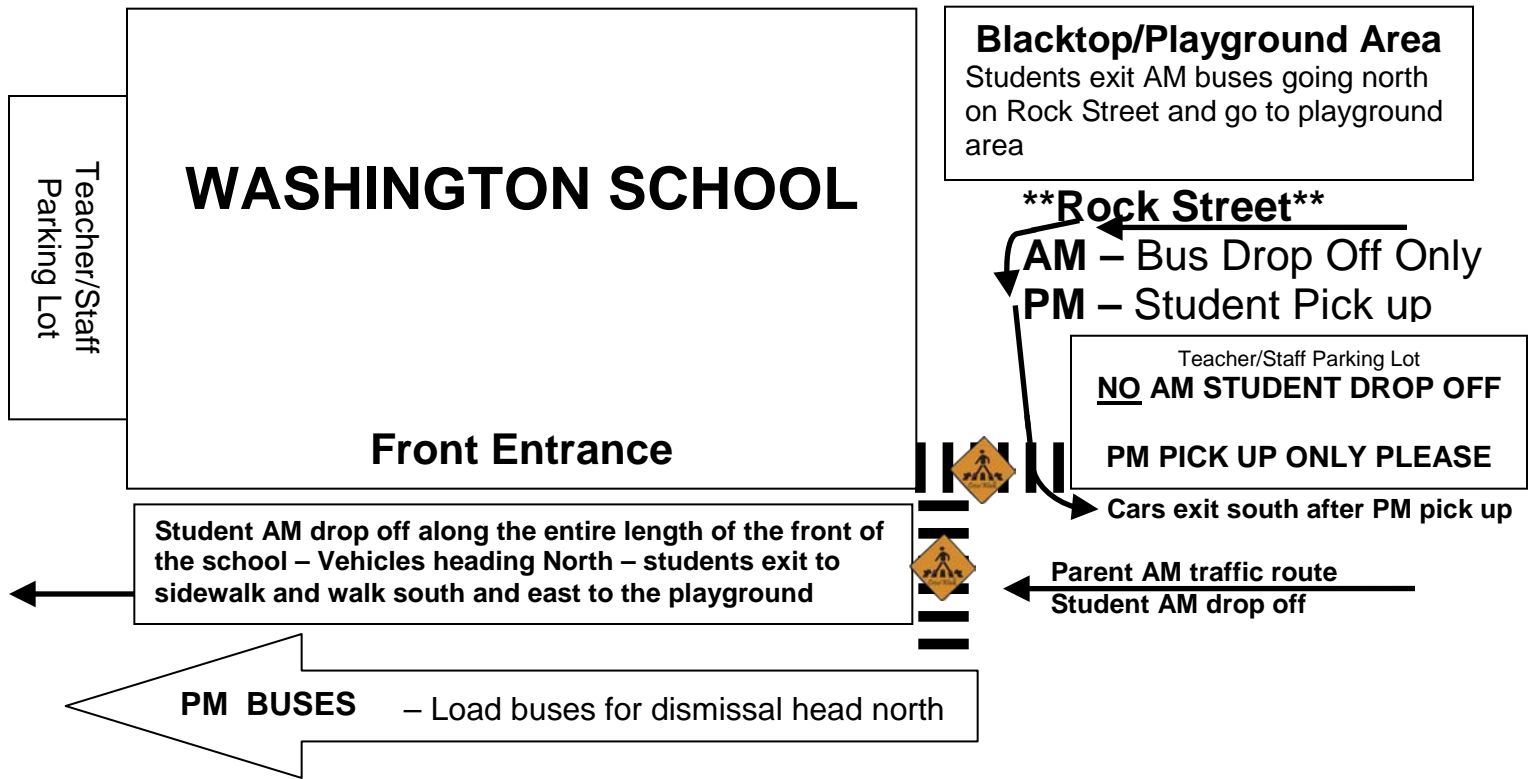 Blacktop/Playground Area
Students exit AM buses going north
on Rock Street and go to playground
area
Teacher/Staff
Parking Lot
WASHINGTON SCHOOL
**Rock Street**
AM – Bus Drop Off Only
PM – Student Pick up
Teacher/Staff Parking Lot
NO AM STUDENT DROP OFF
PM PICK UP ONLY PLEASE
Front Entrance
Cars exit south after PM pick up
Student AM drop off along the entire length of the front of
the school – Vehicles heading North – students exit to
sidewalk and walk south and east to the playground
Parent AM traffic route
Student AM drop off
PM BUSES – Load buses for dismissal head north